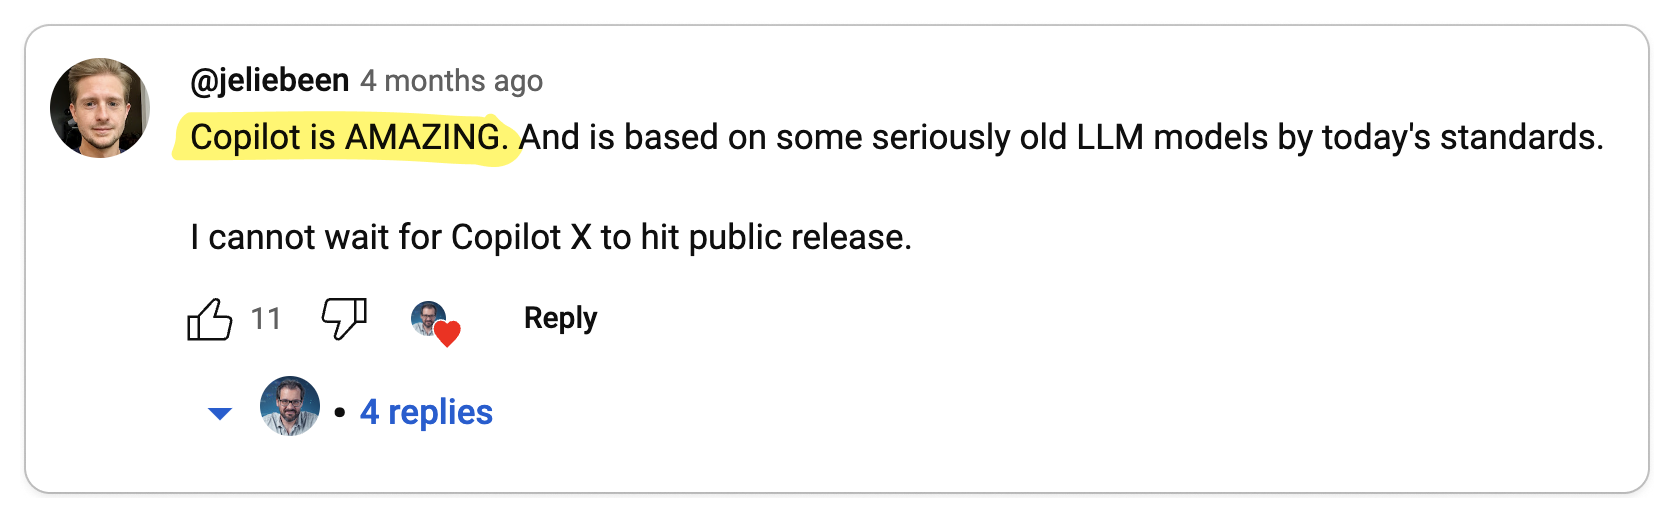 @jeliebeen 4 months ago
Copilot is AMAZING. And is based on some seriously old LLM models by today's standards.
I cannot wait for Copilot X to hit public release.
11 Reply
• 4 replies